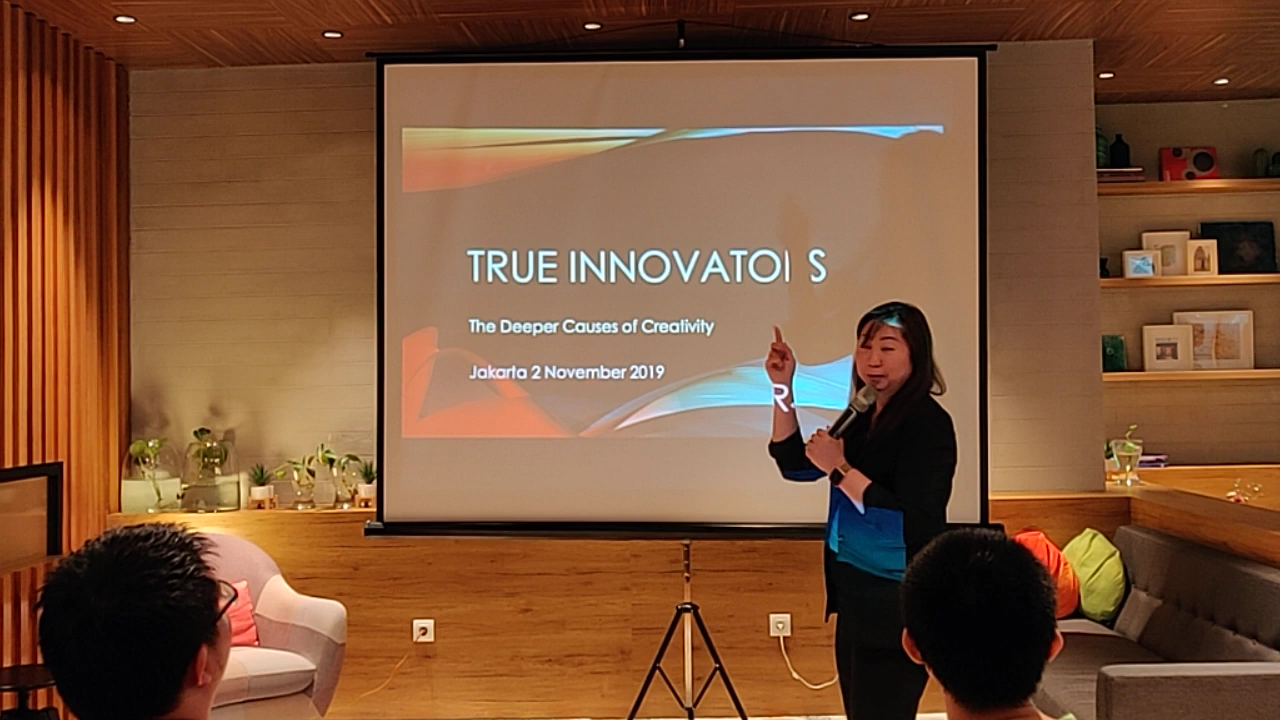 TRUE INNOVATORS
The Deeper Causes of Creativity
Jakarta 2 November 2019
R.